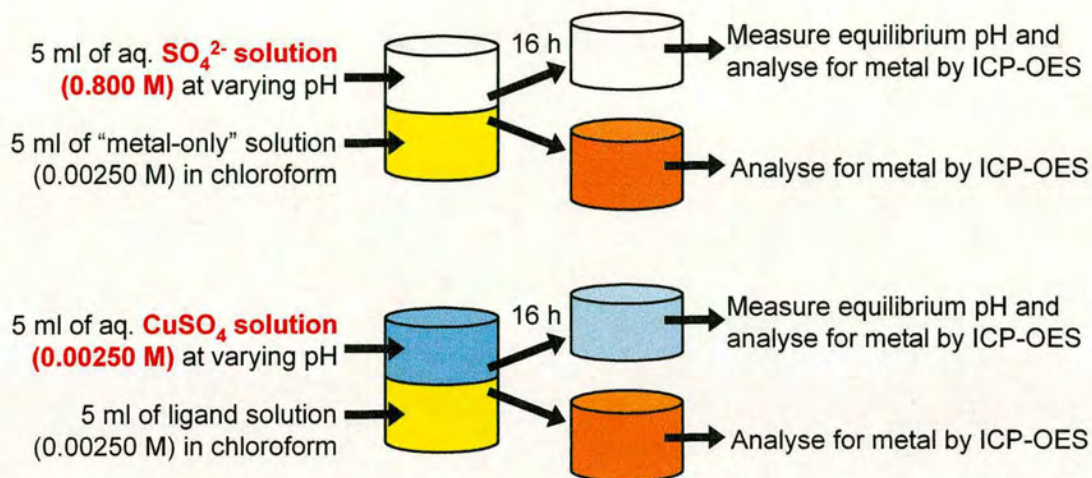 5 ml of aq. SO₄²⁻ solution
(0.800 M) at varying pH
5 ml of "metal-only" solution
(0.00250 M) in chloroform
16 h
Measure equilibrium pH and
analyse for metal by ICP-OES
Analyse for metal by ICP-OES
5 ml of aq. CuSO₄ solution
(0.00250 M) at varying pH
5 ml of ligand solution
(0.00250 M) in chloroform
16 h
Measure equilibrium pH and
analyse for metal by ICP-OES
Analyse for metal by ICP-OES